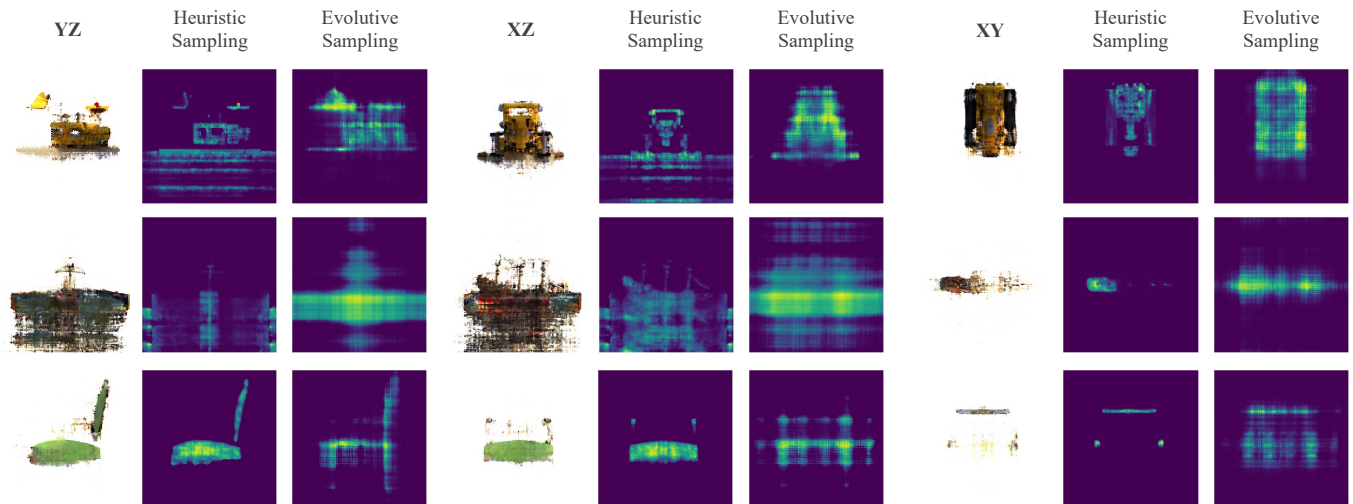 YZ
Heuristic
Sampling
Evolutive
Sampling
XZ
Heuristic
Sampling
Evolutive
Sampling
XY
Heuristic
Sampling
Evolutive
Sampling